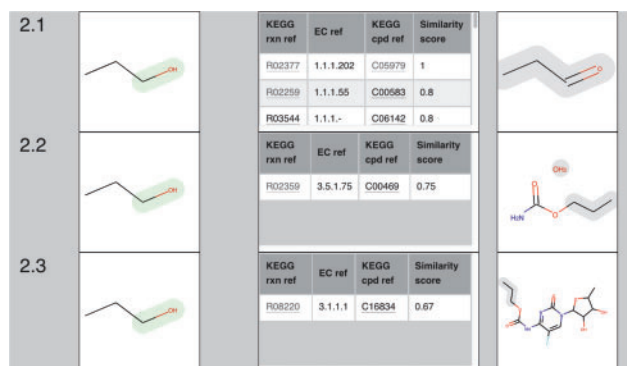 2.1
KEGG rxn ref EC ref KEGG cpd ref Similarity score
R02377 1.1.1.202 C05979 1
R02259 1.1.1.55 C00583 0.8
R03544 1.1.1.- C06142 0.8
OH
O
2.2
KEGG rxn ref EC ref KEGG cpd ref Similarity score
R02359 3.5.1.75 C00469 0.75
OH
OH2
O
H2N
O
2.3
KEGG rxn ref EC ref KEGG cpd ref Similarity score
R08220 3.1.1.1 C16834 0.67
OH